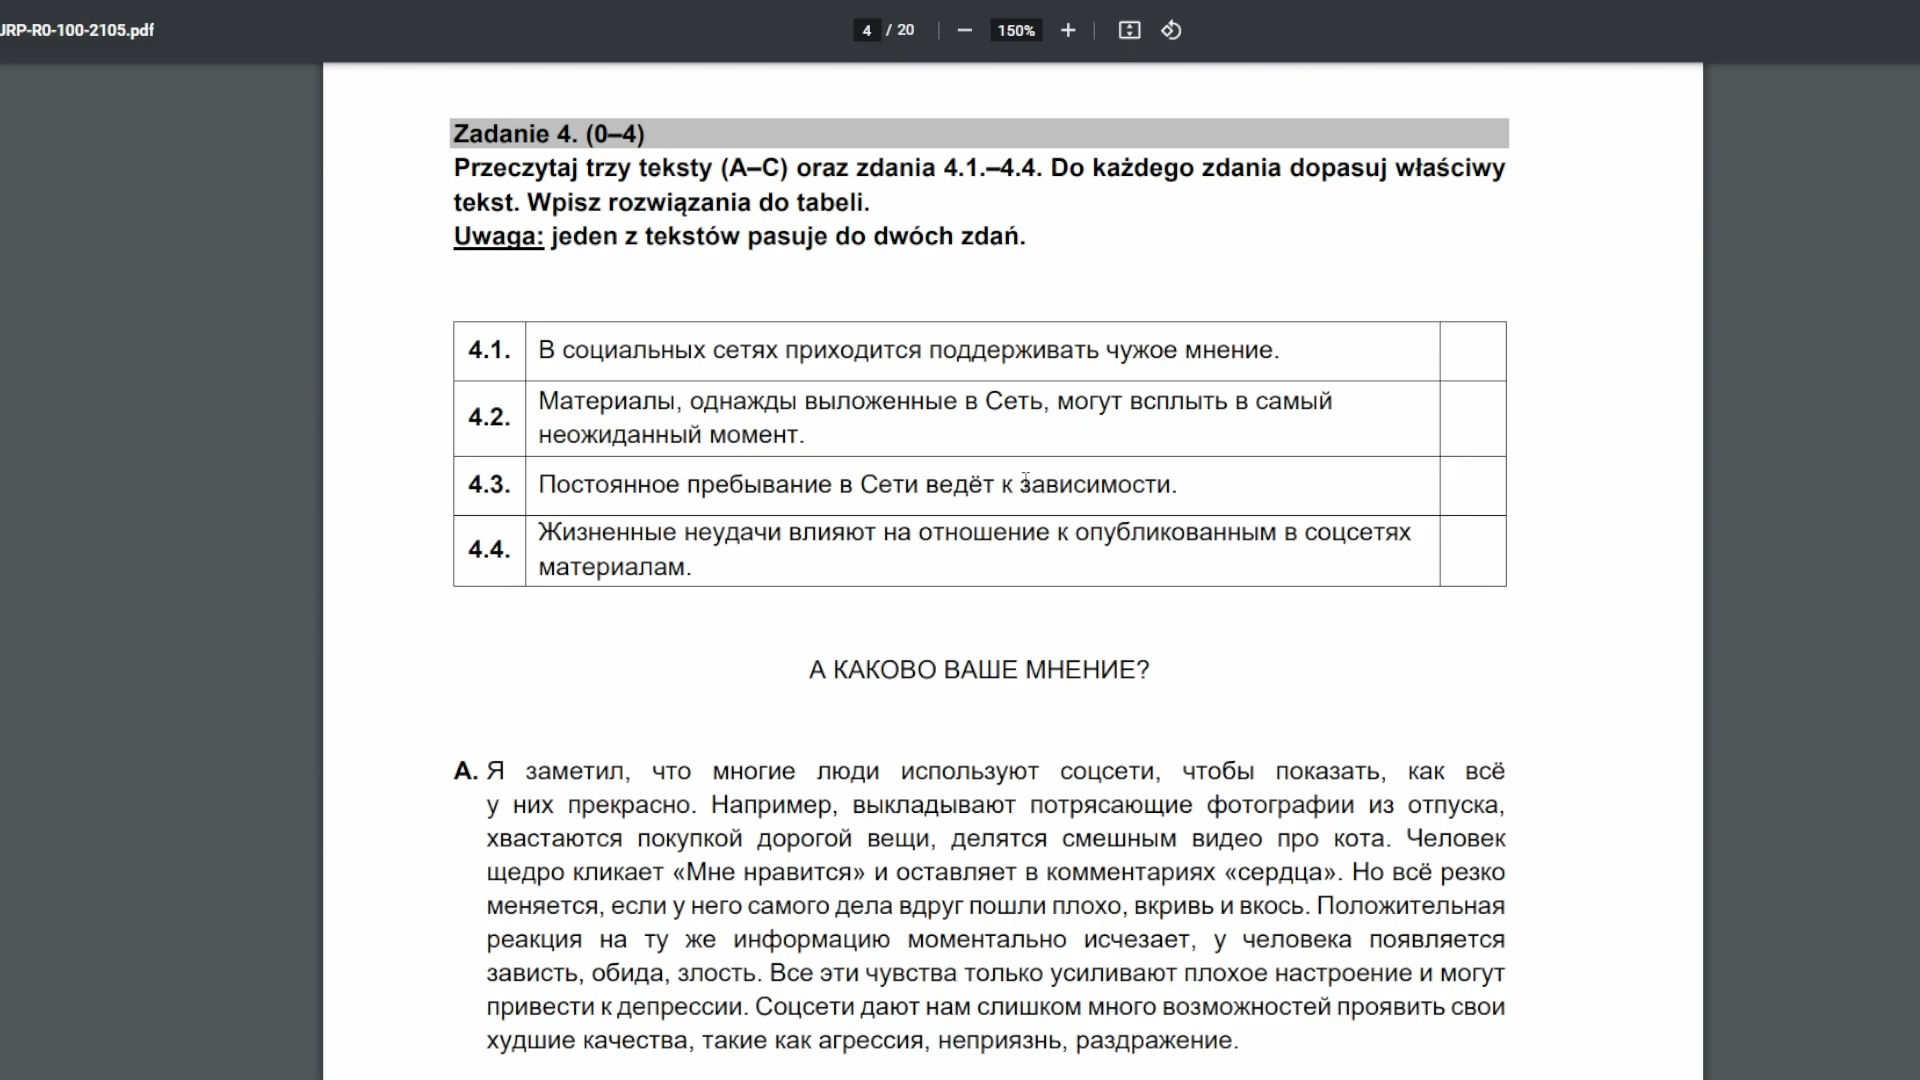 JRP-R0-100-2105.pdf
4 / 20
150%
Zadanie 4. (0–4)
Przeczytaj trzy teksty (A–C) oraz zdania 4.1.–4.4. Do każdego zdania dopasuj właściwy
tekst. Wpisz rozwiązania do tabeli.
Uwaga: jeden z tekstów pasuje do dwóch zdań.
4.1. В социальных сетях приходится поддерживать чужое мнение.
4.2. Материалы, однажды выложенные в Сеть, могут всплыть в самый
неожиданный момент.
4.3. Постоянное пребывание в Сети ведёт к зависимости.
4.4. Жизненные неудачи влияют на отношение к опубликованным в соцсетях
материалам.
А КАКОВО ВАШЕ МНЕНИЕ?
A. Я заметил, что многие люди используют соцсети, чтобы показать, как всё
у них прекрасно. Например, выкладывают потрясающие фотографии из отпуска,
хвастаются покупкой дорогой вещи, делятся смешным видео про кота. Человек
щедро кликает «Мне нравится» и оставляет в комментариях «сердца». Но всё резко
меняется, если у него самого дела вдруг пошли плохо, вкривь и вкось. Положительная
реакция на ту же информацию моментально исчезает, у человека появляется
зависть, обида, злость. Все эти чувства только усиливают плохое настроение и могут
привести к депрессии. Соцсети дают нам слишком много возможностей проявить свои
худшие качества, такие как агрессия, неприязнь, раздражение.